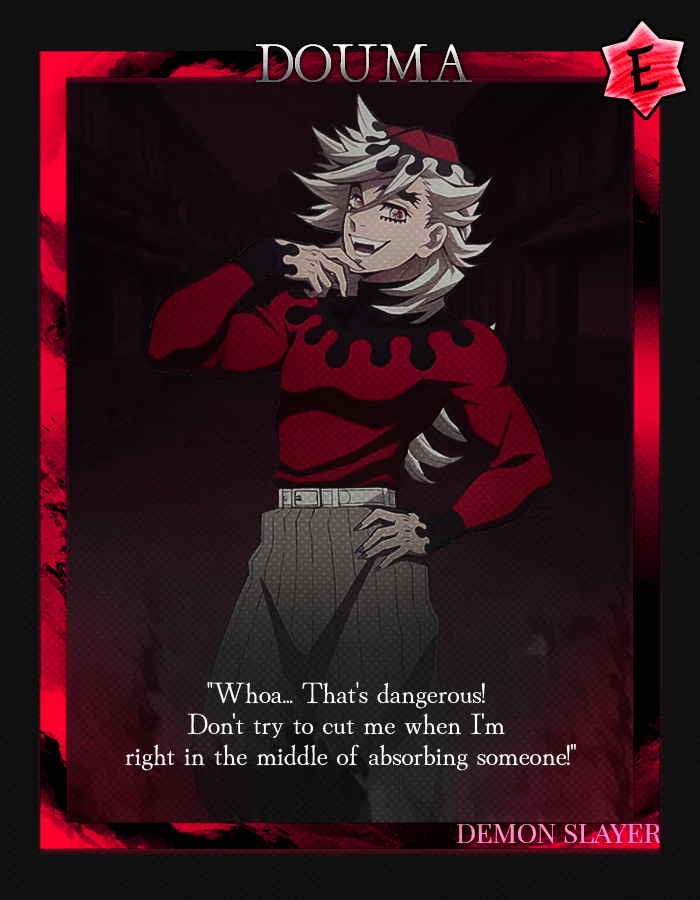 DOUMA
E
"Whoa... That's dangerous!
Don't try to cut me when I'm
right in the middle of absorbing someone!"
DEMON SLAYER